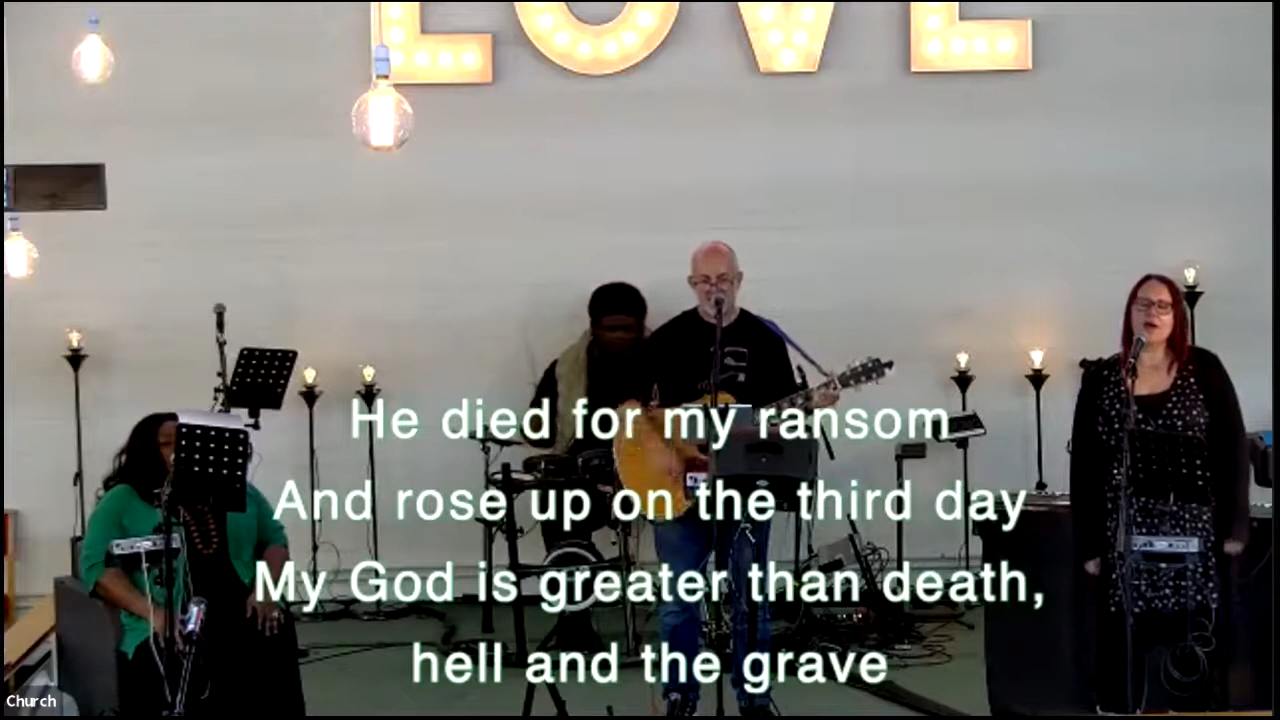 LOVE
He died for my ransom
And rose up on the third day
My God is greater than death,
hell and the grave
Church